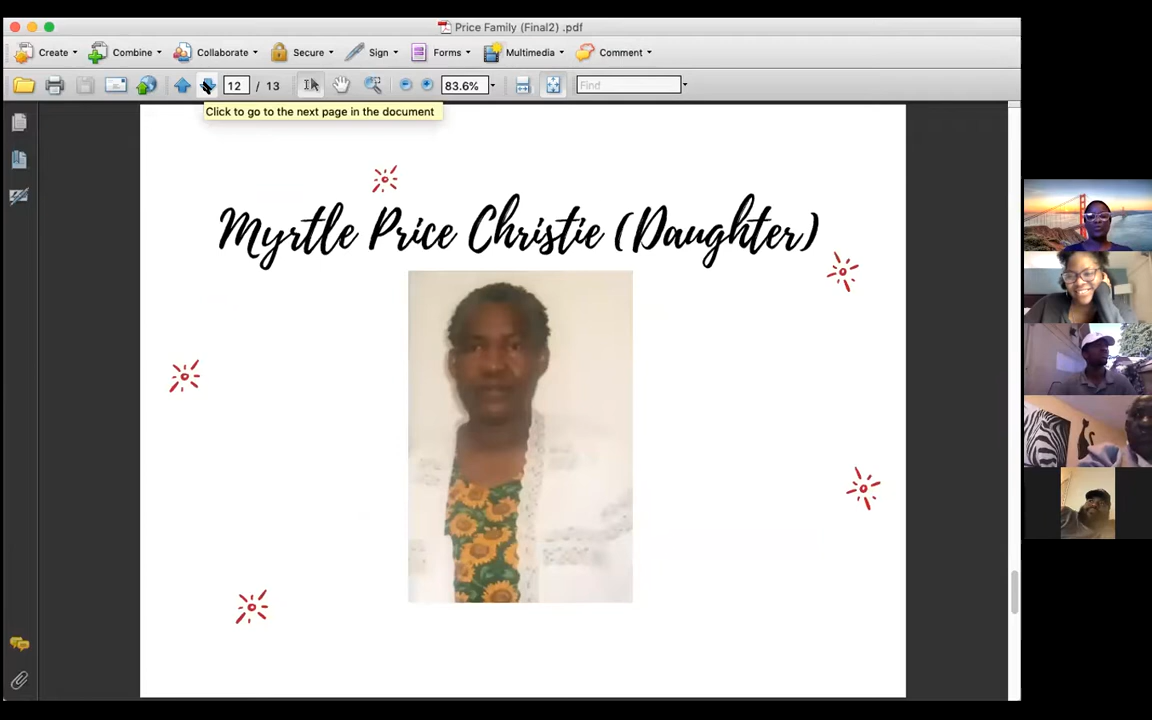 Price Family (Final2) .pdf
Create Combine Collaborate Secure Sign Forms Multimedia Comment
12 / 13 83.6% Find
Click to go to the next page in the document
Myrtle Price Christie (Daughter)